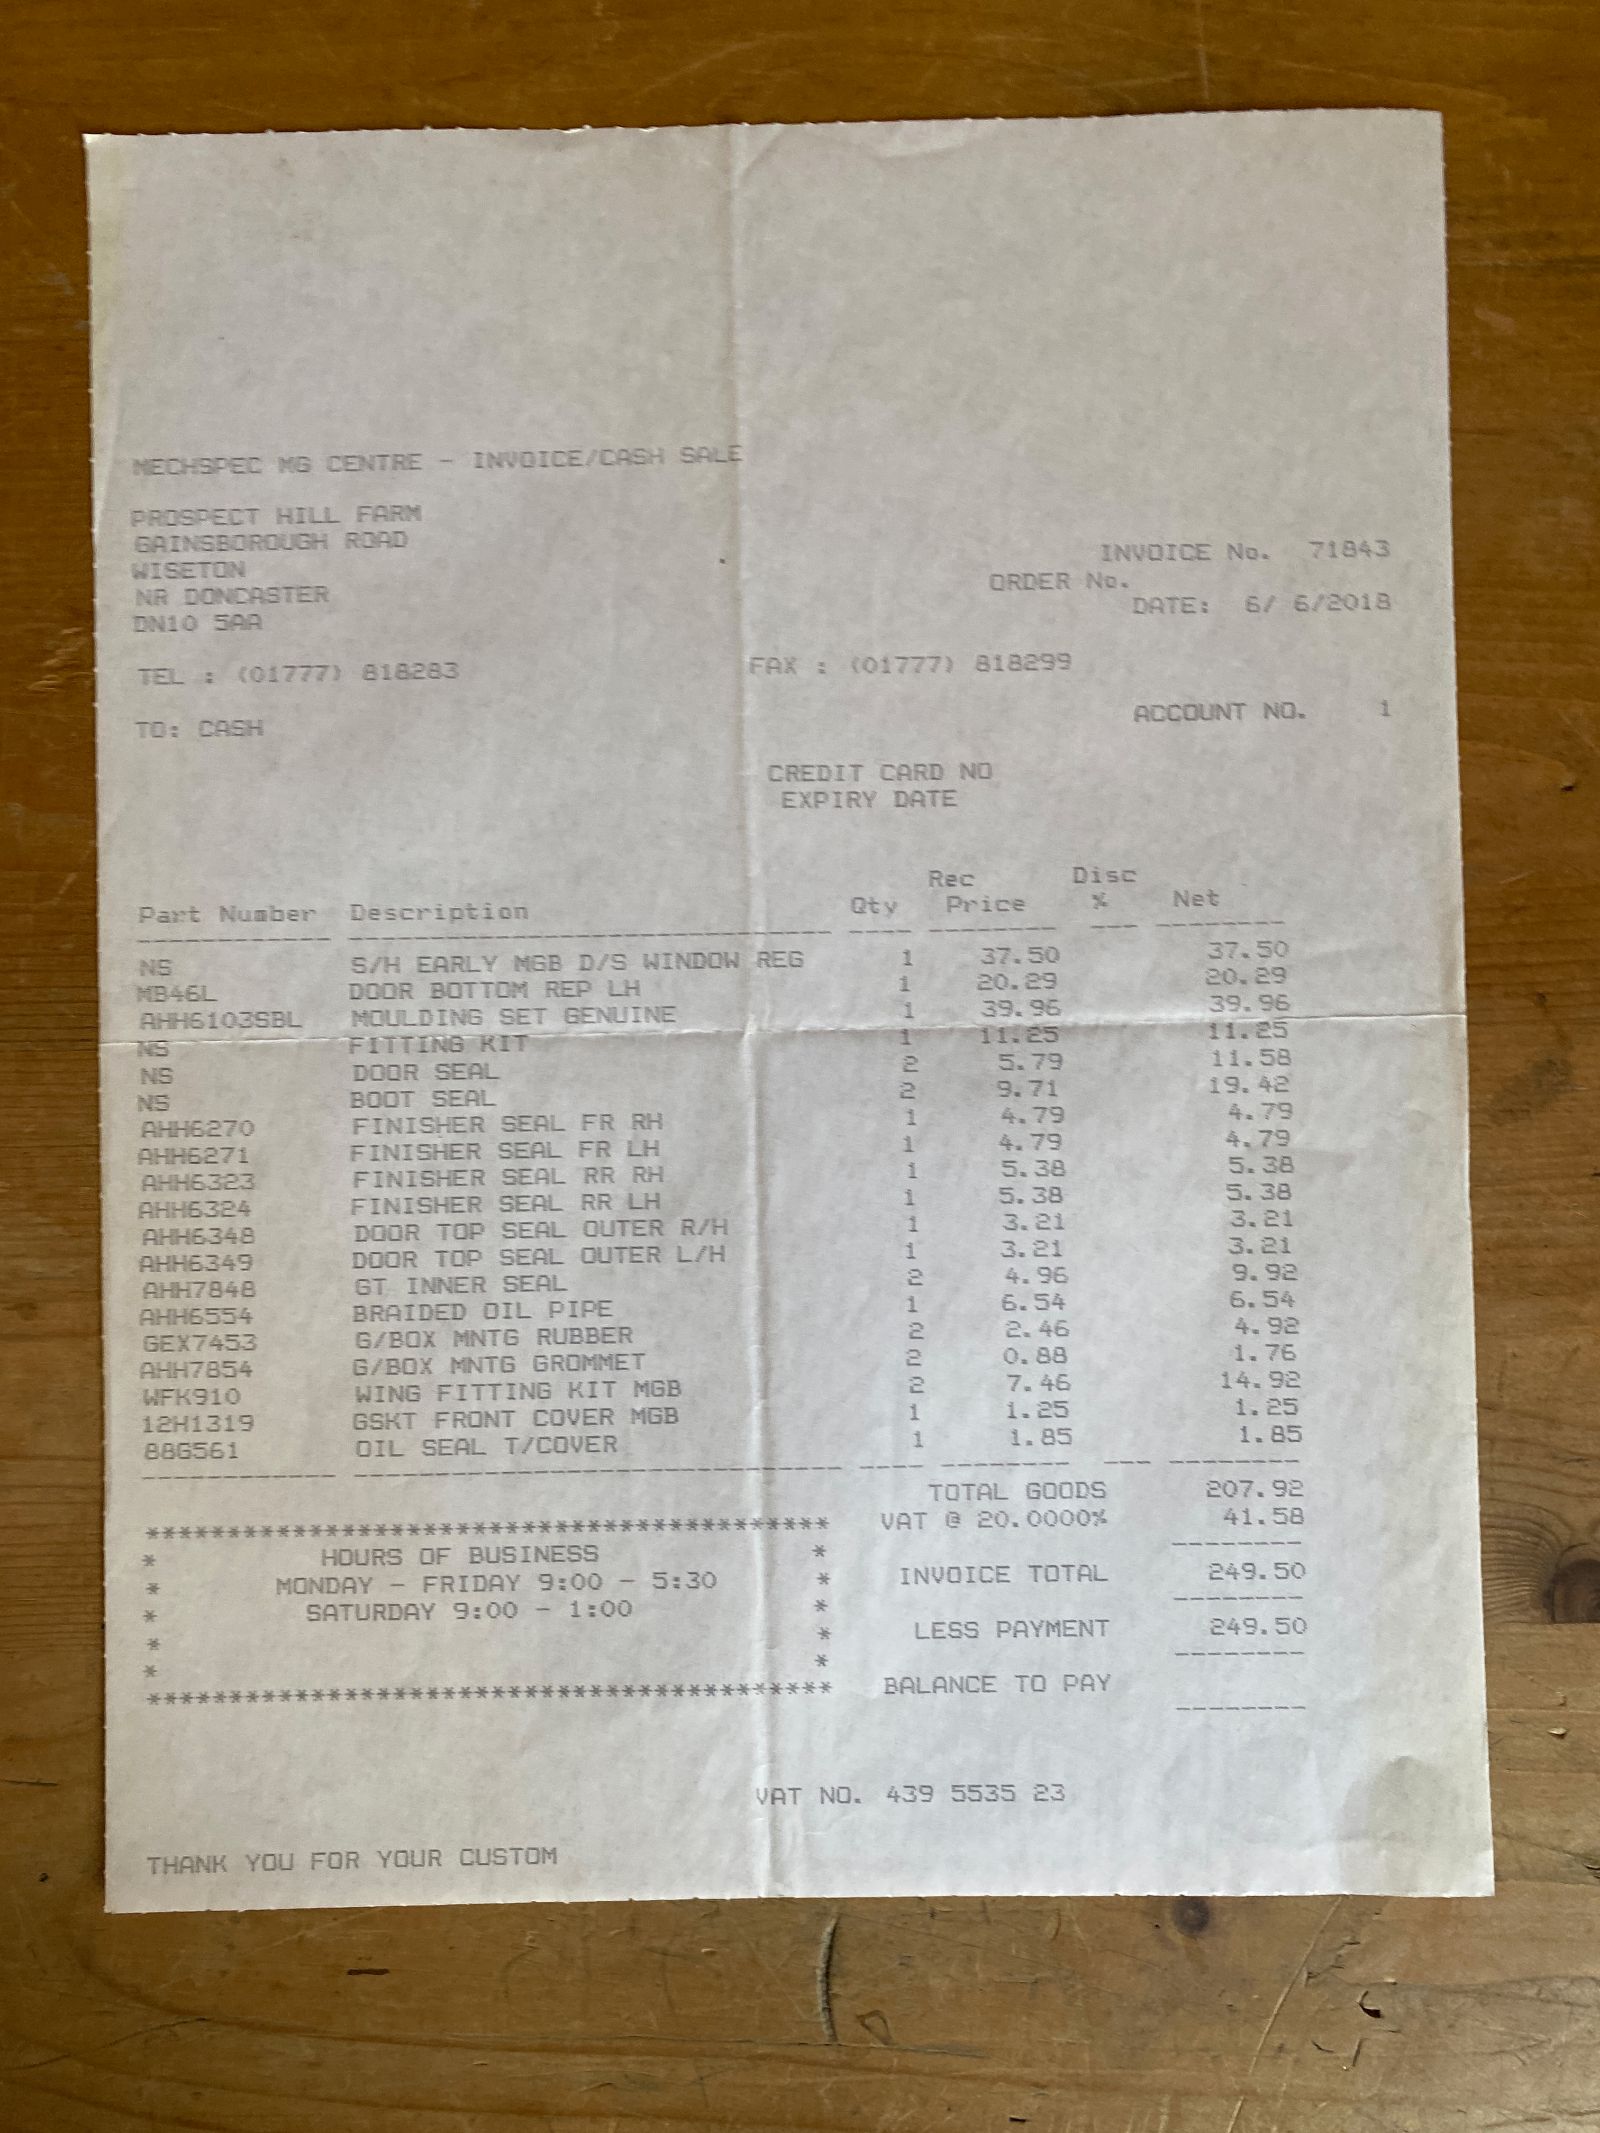 MECHSPEC MG CENTRE - INVOICE/CASH SALE
PROSPECT HILL FARM
GAINSBOROUGH ROAD
WISETON
NR DONCASTER
DN10 5AA
INVOICE No. 71843
ORDER No.
DATE: 6/ 6/2018
TEL : (01777) 818283 FAX : (01777) 818299
TO: CASH ACCOUNT NO. 1
CREDIT CARD NO
EXPIRY DATE
Rec Disc
Part Number Description Qty Price % Net
NS S/H EARLY MGB D/S WINDOW REG 1 37.50 37.50
MB46L DOOR BOTTOM REP LH 1 20.29 20.29
AHH6103SBL MOULDING SET GENUINE 1 39.96 39.96
NS FITTING KIT 1 11.25 11.25
NS DOOR SEAL 2 5.79 11.58
NS BOOT SEAL 2 9.71 19.42
AHH6270 FINISHER SEAL FR RH 1 4.79 4.79
AHH6271 FINISHER SEAL FR LH 1 4.79 4.79
AHH6323 FINISHER SEAL RR RH 1 5.38 5.38
AHH6324 FINISHER SEAL RR LH 1 5.38 5.38
AHH6348 DOOR TOP SEAL OUTER R/H 1 3.21 3.21
AHH6349 DOOR TOP SEAL OUTER L/H 1 3.21 3.21
AHH7848 GT INNER SEAL 2 4.96 9.92
AHH6554 BRAIDED OIL PIPE 1 6.54 6.54
GEX7453 G/BOX MNTG RUBBER 2 2.46 4.92
AHH7854 G/BOX MNTG GROMMET 2 0.88 1.76
WFK910 WING FITTING KIT MGB 2 7.46 14.92
12H1319 GSKT FRONT COVER MGB 1 1.25 1.25
88G561 OIL SEAL T/COVER 1 1.85 1.85
TOTAL GOODS 207.92
VAT @ 20.0000% 41.58
HOURS OF BUSINESS
MONDAY - FRIDAY 9:00 - 5:30
SATURDAY 9:00 - 1:00
INVOICE TOTAL 249.50
LESS PAYMENT 249.50
BALANCE TO PAY
VAT NO. 439 5535 23
THANK YOU FOR YOUR CUSTOM